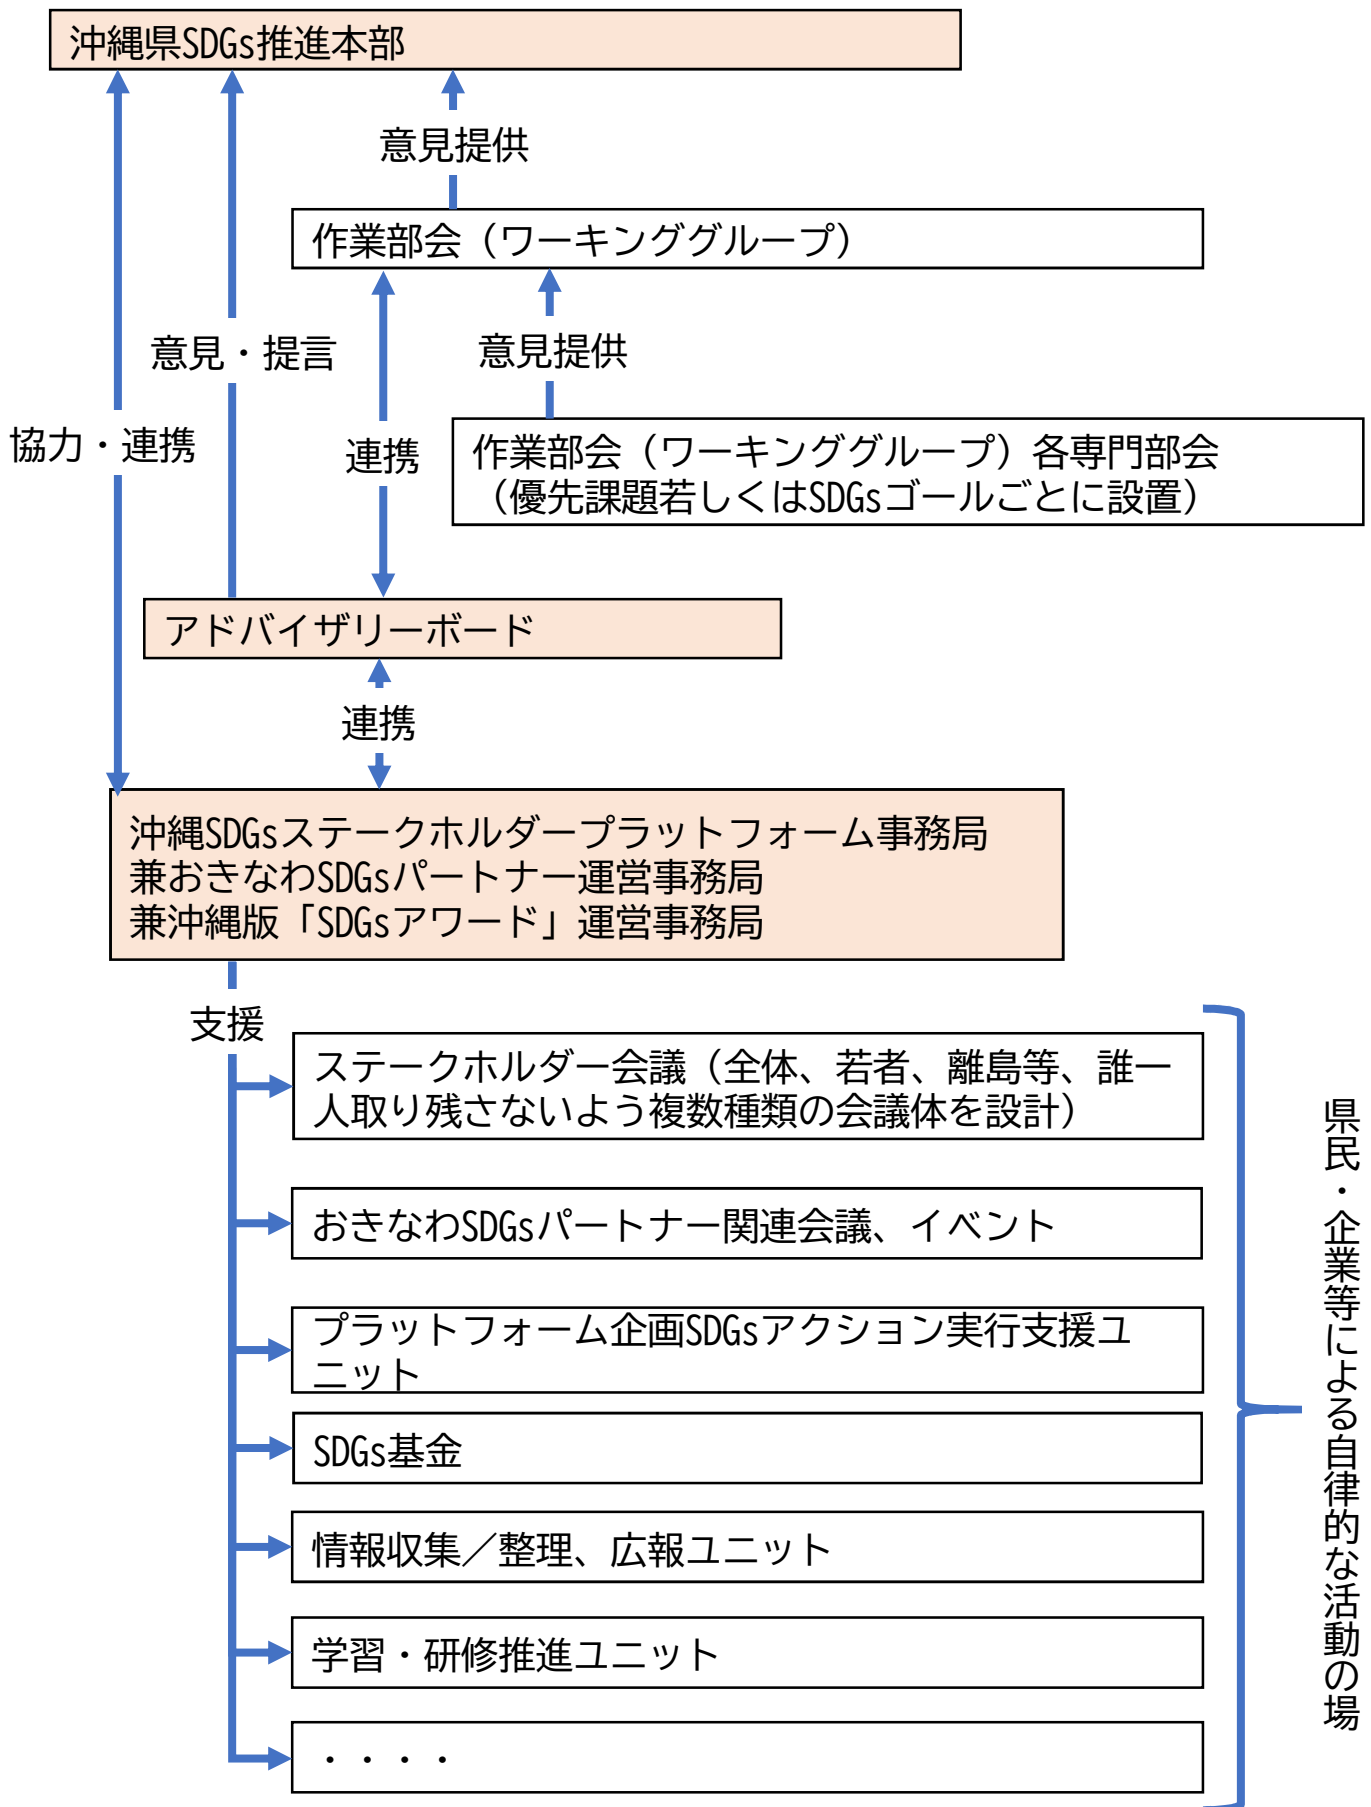 沖縄県SDGs推進本部
意見提供
作業部会（ワーキンググループ）
意見・提言
意見提供
協力・連携
連携
作業部会（ワーキンググループ）各専門部会
（優先課題若しくはSDGsゴールごとに設置）
アドバイザリーボード
連携
沖縄SDGsステークホルダープラットフォーム事務局
兼おきなわSDGsパートナー運営事務局
兼沖縄版「SDGsアワード」運営事務局
支援
ステークホルダー会議（全体、若者、離島等、誰一
人取り残さないよう複数種類の会議体を設計）
おきなわSDGsパートナー関連会議、イベント
プラットフォーム企画SDGsアクション実行支援ユ
ニット
SDGs基金
情報収集／整理、広報ユニット
学習・研修推進ユニット
・・・・
県民・企業等による自律的な活動の場